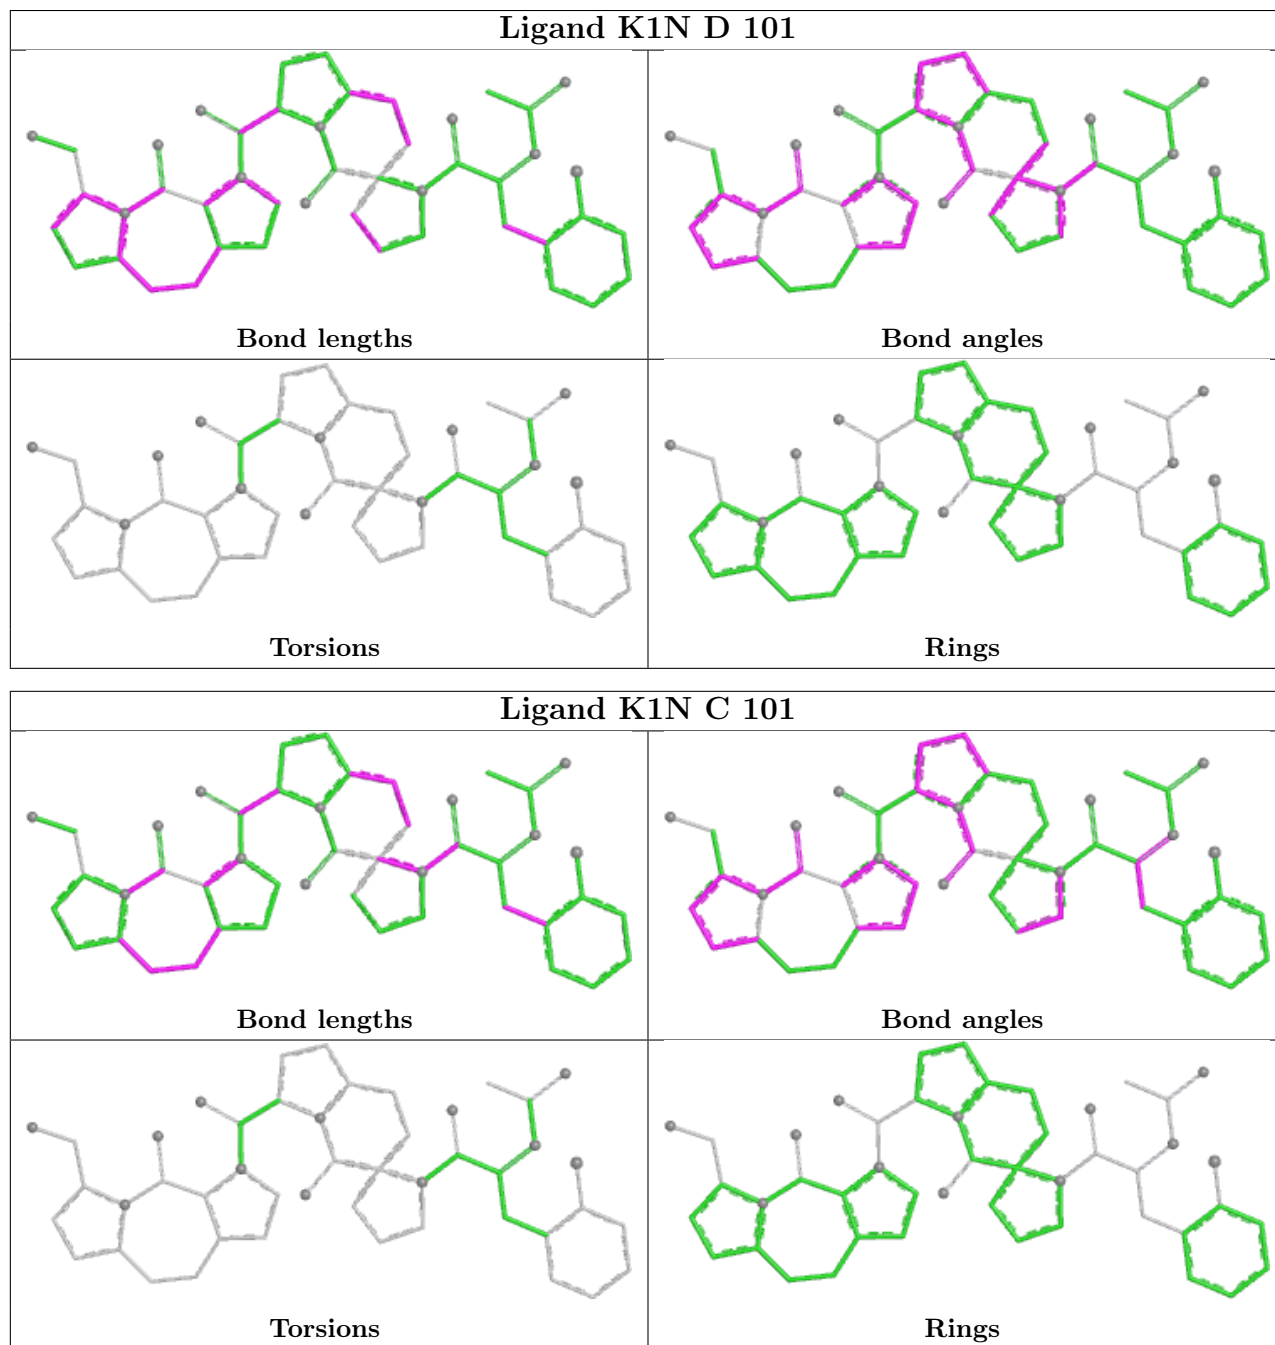 Ligand K1N D 101
Bond lengths
Bond angles
Torsions
Rings
Ligand K1N C 101
Bond lengths
Bond angles
Torsions
Rings